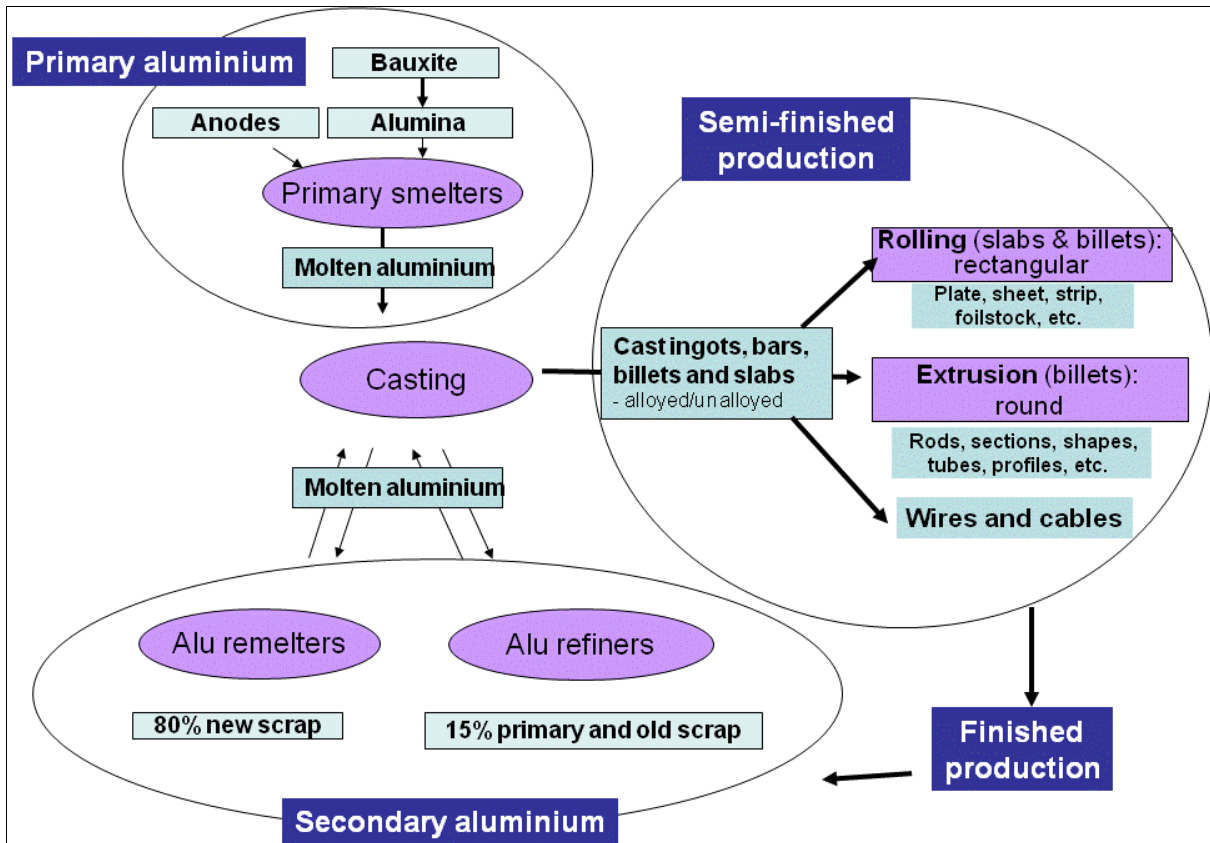 Primary aluminium
Bauxite
Anodes
Alumina
Primary smelters
Molten aluminium
Casting
Molten aluminium
Semi-finished
production
Rolling (slabs & billets):
rectangular
Plate, sheet, strip,
foilstock, etc.
Cast ingots, bars,
billets and slabs
- alloyed/unalloyed
Extrusion (billets):
round
Rods, sections, shapes,
tubes, profiles, etc.
Wires and cables
Alu remelters
Alu refiners
80% new scrap
15% primary and old scrap
Secondary aluminium
Finished
production